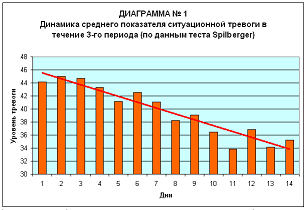 ДИАГРАММА № 1
Динамика среднего показателя ситуационной тревоги в
течение 3-го периода (по данным теста Spilberger)
48
46
44
42
40
38
36
34
32
30
Уровень тревоги
1 2 3 4 5 6 7 8 9 10 11 12 13 14
Дни